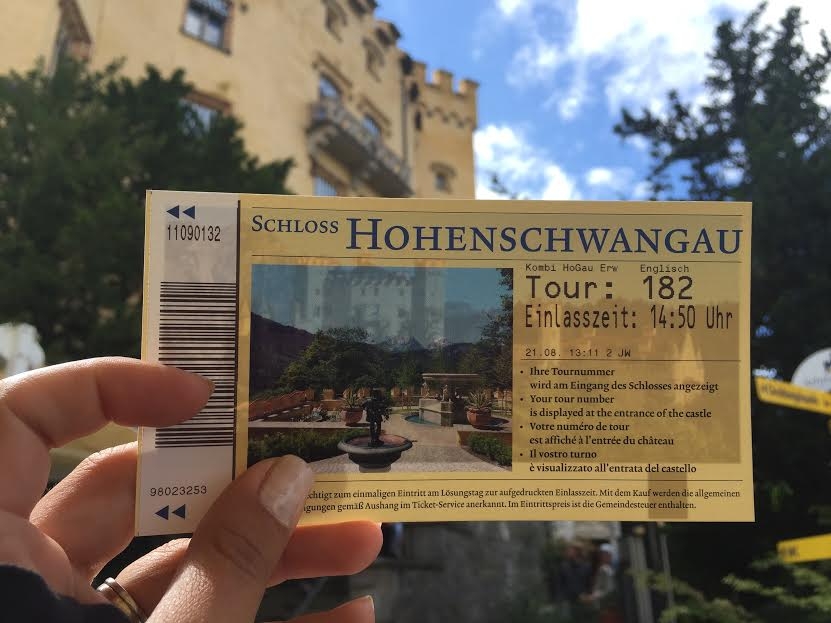 11090132
98023253
SCHLOSS HOHENSCHWANGAU
Kombi HoGau Erw Englisch
Tour: 182
Einlasszeit: 14:50 Uhr
21.08. 13:11 2 JW
• Ihre Tournummer
wird am Eingang des Schlosses angezeigt
• Your tour number
is displayed at the entrance of the castle
• Votre numéro de tour
est affiché à l'entrée du château
• Il vostro turno
è visualizzato all'entrata del castello
zum einmaligen Eintritt am Lösungstag zur aufgedruckten Einlasszeit. Mit dem Kauf werden die allgemeinen
gemäß Aushang im Ticket-Service anerkannt. Im Eintrittspreis ist die Gemeindesteuer enthalten.